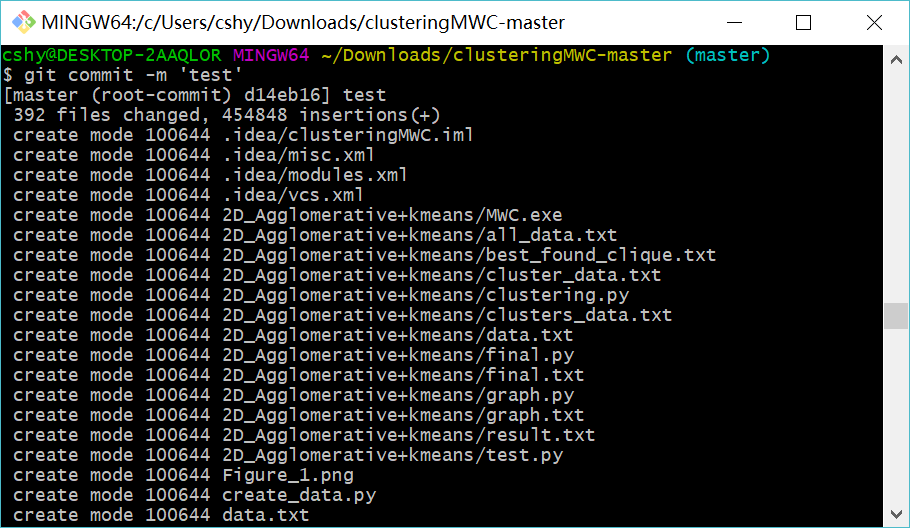 MINGW64:/c/Users/cshy/Downloads/clusteringMWC-master
cshy@DESKTOP-2AAQLOR MINGW64 ~/Downloads/clusteringMWC-master (master)
$ git commit -m 'test'
[master (root-commit) d14eb16] test
 392 files changed, 454848 insertions(+)
 create mode 100644 .idea/clusteringMWC.iml
 create mode 100644 .idea/misc.xml
 create mode 100644 .idea/modules.xml
 create mode 100644 .idea/vcs.xml
 create mode 100644 2D_Agglomerative+kmeans/MWC.exe
 create mode 100644 2D_Agglomerative+kmeans/all_data.txt
 create mode 100644 2D_Agglomerative+kmeans/best_found_clique.txt
 create mode 100644 2D_Agglomerative+kmeans/cluster_data.txt
 create mode 100644 2D_Agglomerative+kmeans/clustering.py
 create mode 100644 2D_Agglomerative+kmeans/clusters_data.txt
 create mode 100644 2D_Agglomerative+kmeans/data.txt
 create mode 100644 2D_Agglomerative+kmeans/final.py
 create mode 100644 2D_Agglomerative+kmeans/final.txt
 create mode 100644 2D_Agglomerative+kmeans/graph.py
 create mode 100644 2D_Agglomerative+kmeans/graph.txt
 create mode 100644 2D_Agglomerative+kmeans/result.txt
 create mode 100644 2D_Agglomerative+kmeans/test.py
 create mode 100644 Figure_1.png
 create mode 100644 create_data.py
 create mode 100644 data.txt